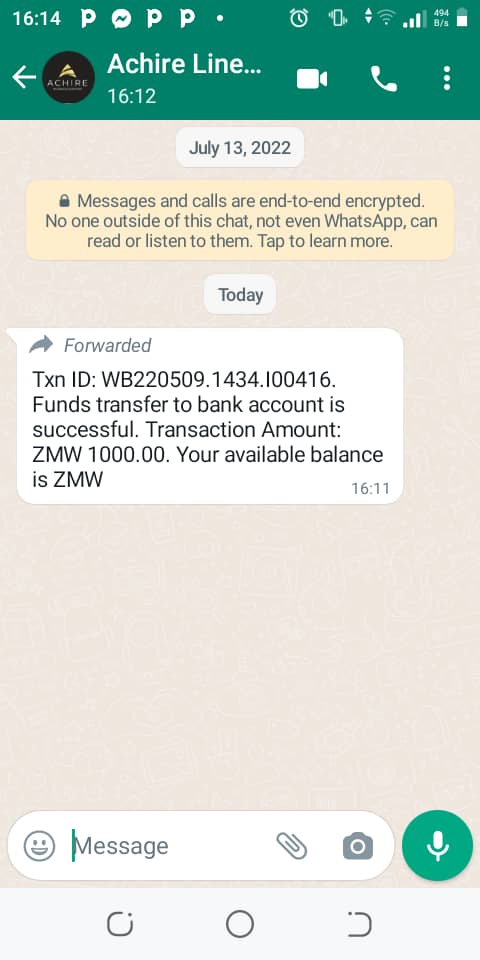 16:14
494
B/s
Achire Line...
ACHIRE
16:12
July 13, 2022
Messages and calls are end-to-end encrypted.
No one outside of this chat, not even WhatsApp, can
read or listen to them. Tap to learn more.
Today
Forwarded
Txn ID: WB220509.1434.I00416.
Funds transfer to bank account is
successful. Transaction Amount:
ZMW 1000.00. Your available balance
is ZMW
16:11
Message